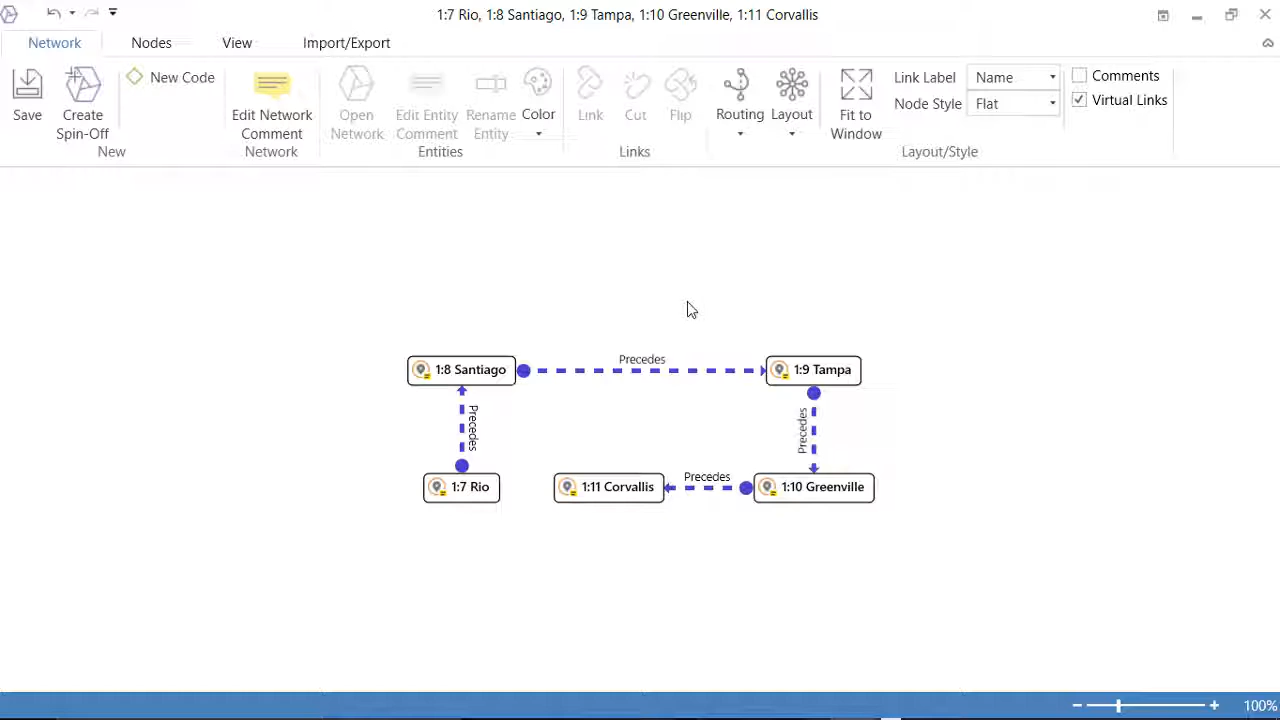 1:7 Rio, 1:8 Santiago, 1:9 Tampa, 1:10 Greenville, 1:11 Corvallis
Network Nodes View Import/Export
Save
Create Spin-Off
New Code
New
Edit Network Comment
Network
Open Network
Edit Entity Comment
Rename Entity
Color
Entities
Link
Cut
Flip
Links
Routing
Layout
Fit to Window
Link Label Name
Node Style Flat
Comments
Virtual Links
Layout/Style
1:8 Santiago
Precedes
1:9 Tampa
Precedes
Precedes
1:7 Rio
1:11 Corvallis
Precedes
1:10 Greenville
100%